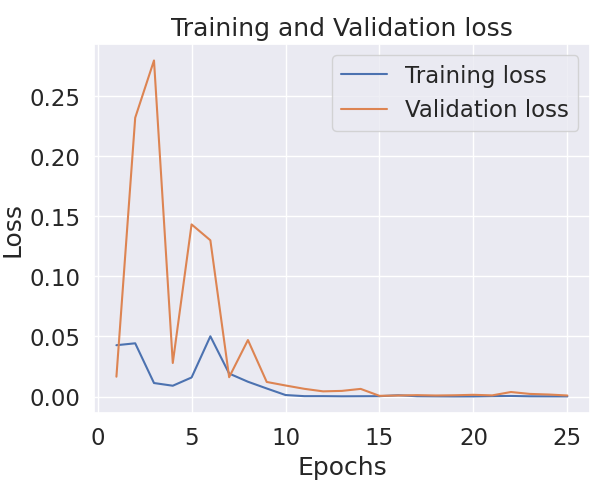 Training and Validation loss
Training loss
Validation loss
0.25
0.20
0.15
0.10
0.05
0.00
Loss
0 5 10 15 20 25
Epochs